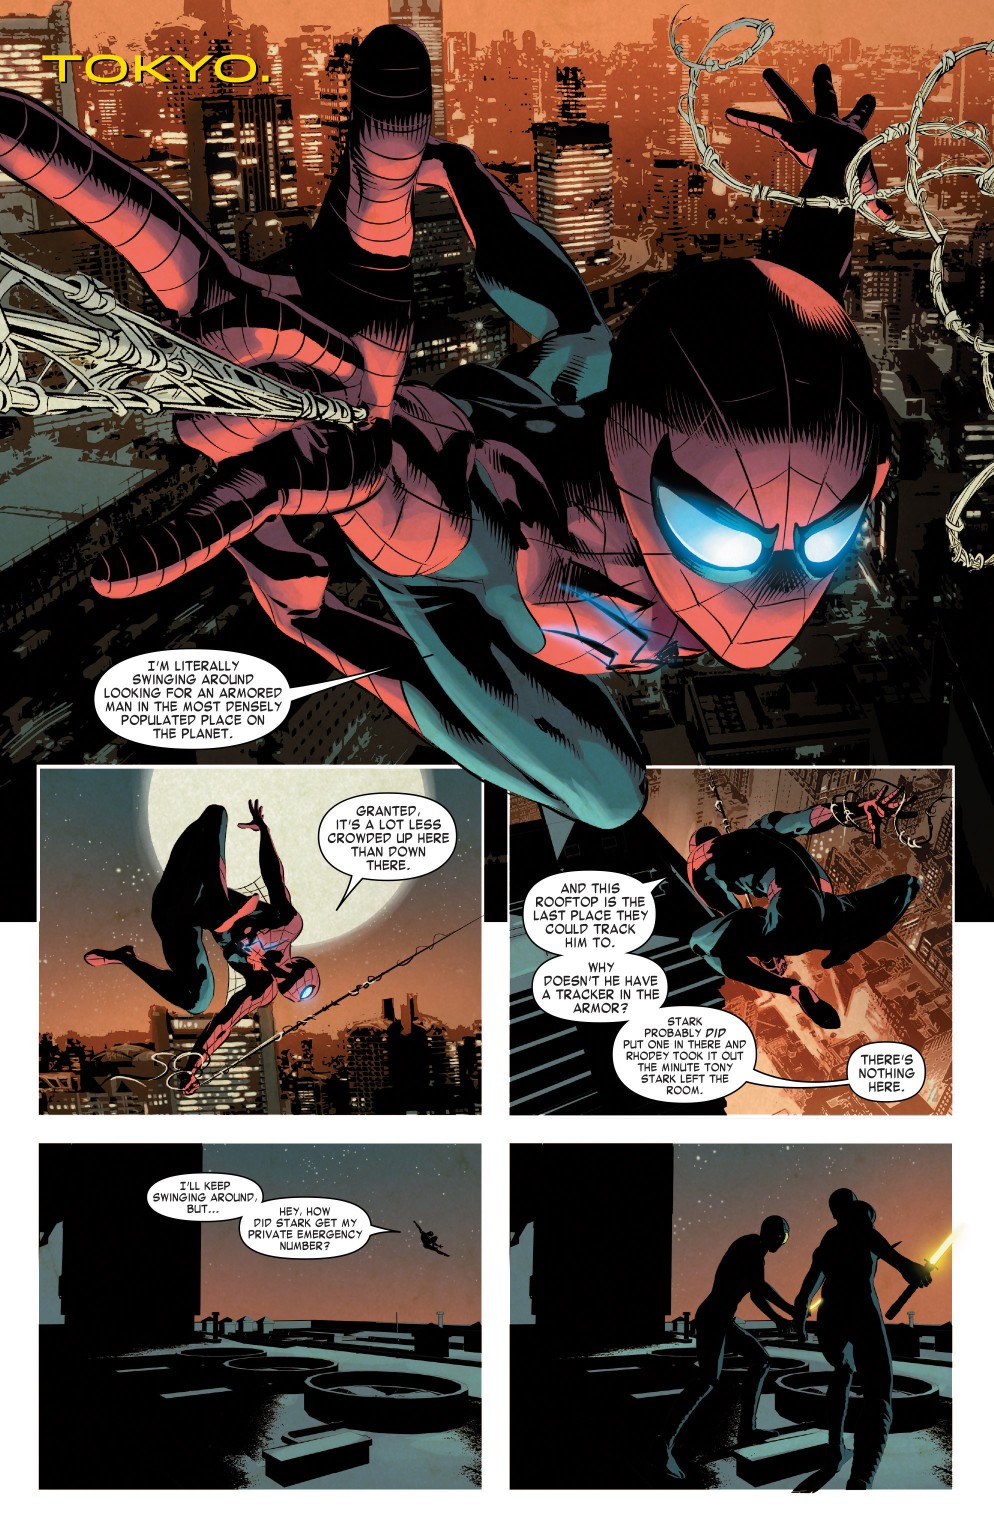 TOKYO.
I'M LITERALLY
SWINGING AROUND
LOOKING FOR AN ARMORED
MAN IN THE MOST DENSELY
POPULATED PLACE ON
THE PLANET.
GRANTED,
IT'S A LOT LESS
CROWDED UP HERE
THAN DOWN
THERE.
AND THIS
ROOFTOP IS THE
LAST PLACE THEY
COULD TRACK
HIM TO.
WHY
DOESN'T HE HAVE
A TRACKER IN THE
ARMOR?
STARK
PROBABLY DID
PUT ONE IN THERE AND
RHODEY TOOK IT OUT
THE MINUTE TONY
STARK LEFT THE
ROOM.
THERE'S
NOTHING
HERE.
I'LL KEEP
SWINGING AROUND,
BUT...
HEY, HOW
DID STARK GET MY
PRIVATE EMERGENCY
NUMBER?